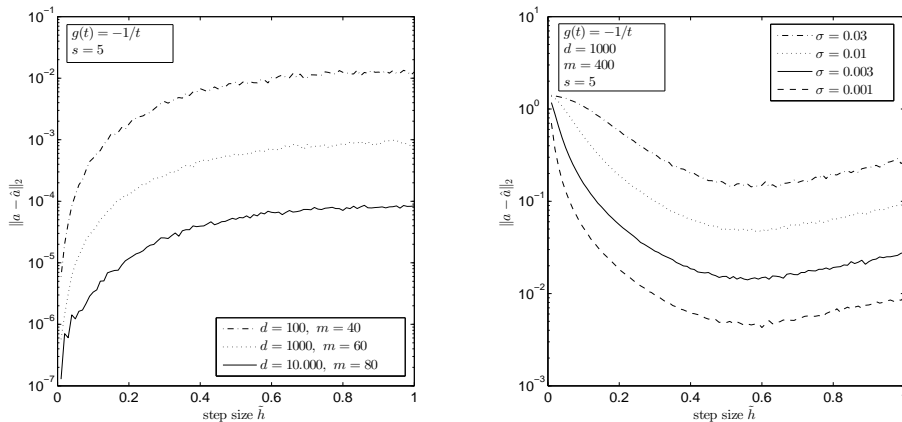 g(t) = −1/t
s = 5
10^{-1}
10^{-2}
10^{-3}
10^{-4}
10^{-5}
10^{-6}
10^{-7}
‖a − â‖_2
d = 100, m = 40
d = 1000, m = 60
d = 10.000, m = 80
0 0.2 0.4 0.6 0.8 1
step size h̃
g(t) = −1/t
d = 1000
m = 400
s = 5
σ = 0.03
σ = 0.01
σ = 0.003
σ = 0.001
10^1
10^0
10^{-1}
10^{-2}
10^{-3}
‖a − â‖_2
0 0.2 0.4 0.6 0.8 1
step size h̃